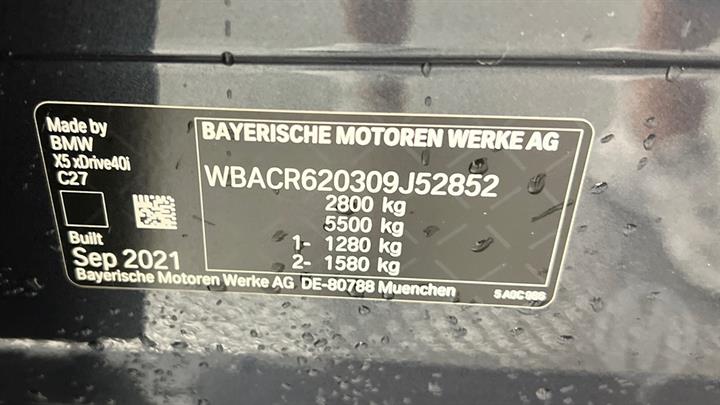 Made by
BMW
X5 xDrive40i
C27
Built
Sep 2021
BAYERISCHE MOTOREN WERKE AG
WBACR620309J52852
2800 kg
5500 kg
1- 1280 kg
2- 1580 kg
Bayerische Motoren Werke AG DE-80788 Muenchen